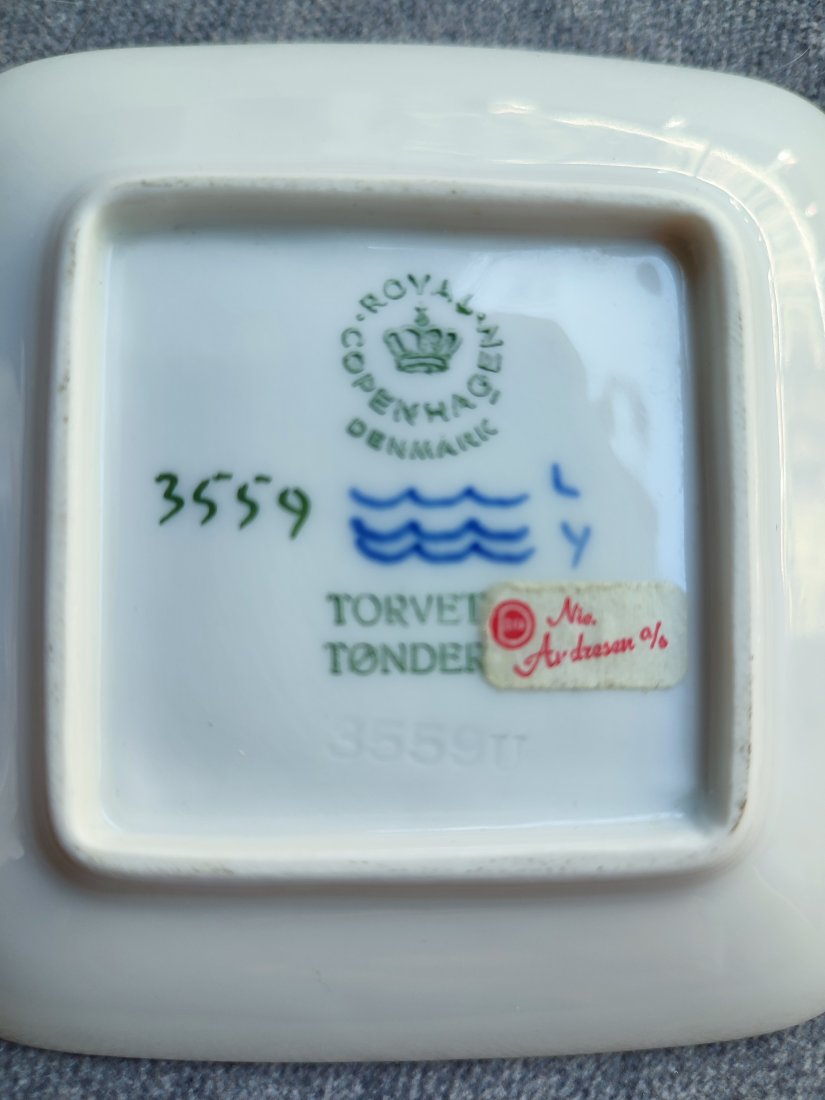 ROYAL COPENHAGEN
DENMARK
3559
L
Y
TORVET
TØNDER
Nic.
Andresen a/s
3559U